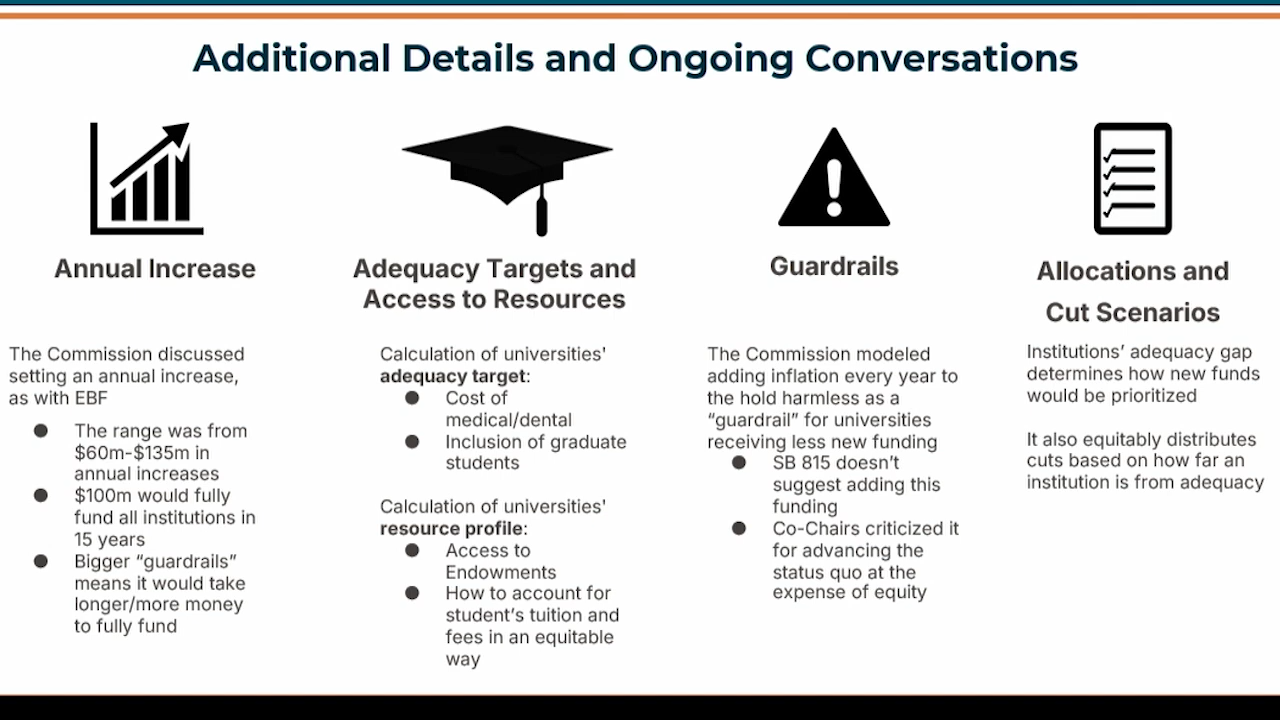 Additional Details and Ongoing Conversations
Annual Increase
The Commission discussed
setting an annual increase,
as with EBF
● The range was from
$60m-$135m in
annual increases
● $100m would fully
fund all institutions in
15 years
● Bigger “guardrails”
means it would take
longer/more money
to fully fund
Adequacy Targets and
Access to Resources
Calculation of universities'
adequacy target:
● Cost of
medical/dental
● Inclusion of graduate
students
Calculation of universities'
resource profile:
● Access to
Endowments
● How to account for
student’s tuition and
fees in an equitable
way
Guardrails
The Commission modeled
adding inflation every year to
the hold harmless as a
“guardrail” for universities
receiving less new funding
● SB 815 doesn’t
suggest adding this
funding
● Co-Chairs criticized it
for advancing the
status quo at the
expense of equity
Allocations and
Cut Scenarios
Institutions’ adequacy gap
determines how new funds
would be prioritized
It also equitably distributes
cuts based on how far an
institution is from adequacy